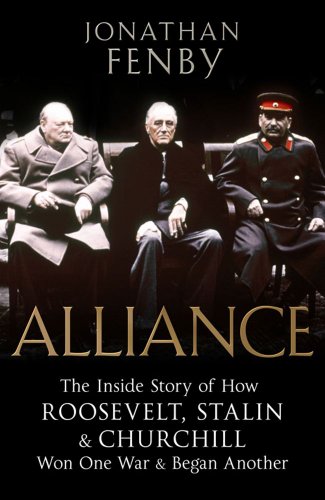 JONATHAN
FENBY
ALLIANCE
The Inside Story of How
ROOSEVELT, STALIN
& CHURCHILL
Won One War & Began Another